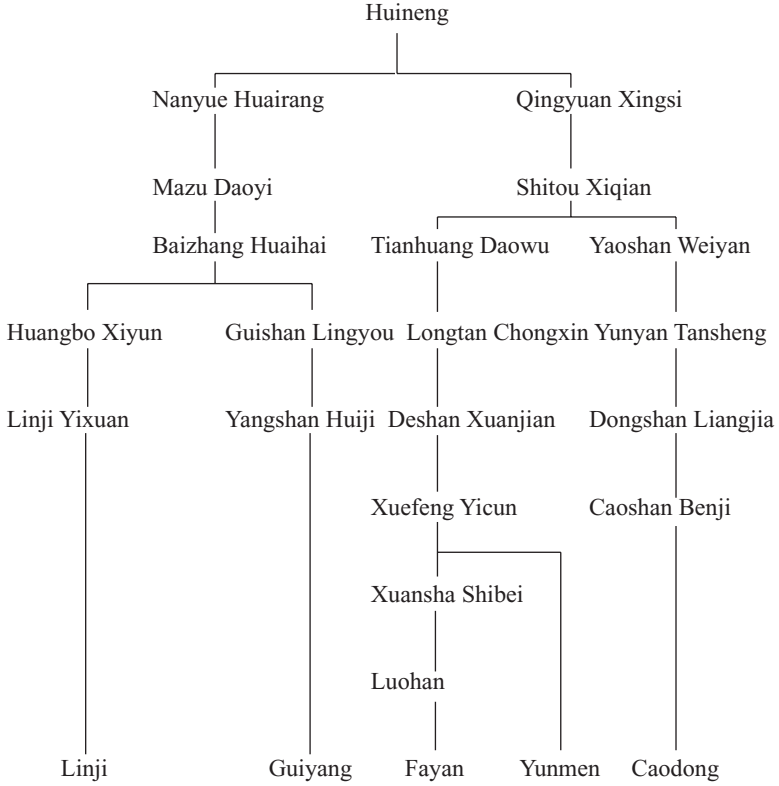 Huineng
Nanyue Huairang Qingyuan Xingsi
Mazu Daoyi Shitou Xiqian
Baizhang Huaihai Tianhuang Daowu Yaoshan Weiyan
Huangbo Xiyun Guishan Lingyou Longtan Chongxin Yunyan Tansheng
Linji Yixuan Yangshan Huiji Deshan Xuanjian Dongshan Liangjia
Xuefeng Yicun Caoshan Benji
Xuansha Shibei
Luohan
Linji Guiyang Fayan Yunmen Caodong